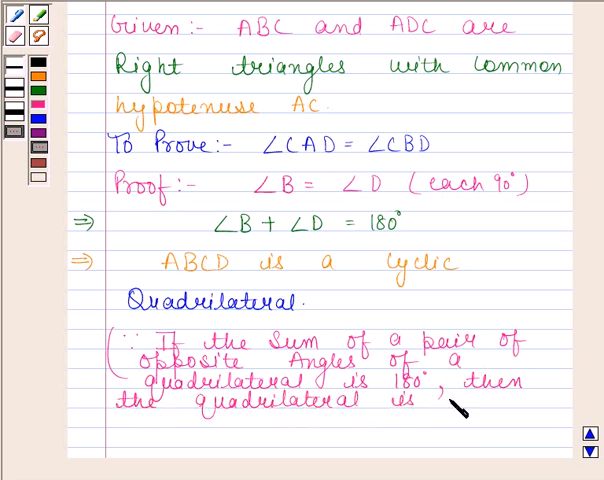 Given :- ABC and ADC are
Right triangles with common
hypotenuse AC.
To Prove :- ∠CAD = ∠CBD
Proof :- ∠B = ∠D (each 90°)
⇒ ∠B + ∠D = 180°
⇒ ABCD is a cyclic
Quadrilateral.
(∵ If the Sum of a pair of
opposite Angles of a
quadrilateral is 180°, then
the quadrilateral is,